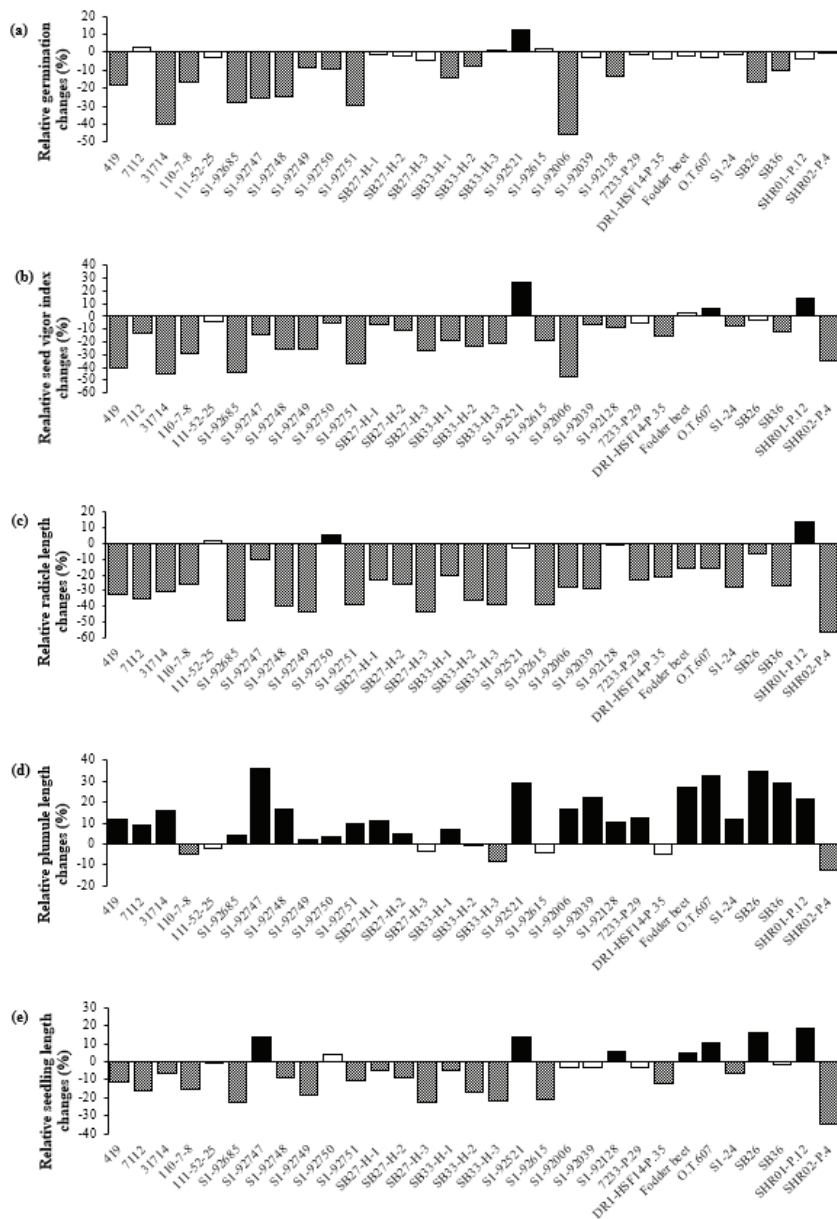 (a)
Relative germination
changes (%)
20
10
0
-10
-20
-30
-40
-50
419
7112
31714
110-7-8
111-52-25
S1-92685
S1-92747
S1-92748
S1-92749
S1-92750
S1-92751
SB27-H-1
SB27-H-2
SB27-H-3
SB33-H-1
SB33-H-2
SB33-H-3
S1-92521
S1-92615
S1-92006
S1-92039
S1-92128
7233-P.29
DR1-HSF14-P.35
Fodder beet
O.T.607
S1-24
SB26
SB36
SHR01-P.12
SHR02-P.4
(b)
Realative seed vigor index
changes (%)
40
30
20
10
0
-10
-20
-30
-40
-50
-60
419
7112
31714
110-7-8
111-52-25
S1-92685
S1-92747
S1-92748
S1-92749
S1-92750
S1-92751
SB27-H-1
SB27-H-2
SB27-H-3
SB33-H-1
SB33-H-2
SB33-H-3
S1-92521
S1-92615
S1-92006
S1-92039
S1-92128
7233-P.29
DR1-HSF14-P.35
Fodder beet
O.T.607
S1-24
SB26
SB36
SHR01-P.12
SHR02-P.4
(c)
Relative radicle length
changes (%)
20
10
0
-10
-20
-30
-40
-50
-60
419
7112
31714
110-7-8
111-52-25
S1-92685
S1-92747
S1-92748
S1-92749
S1-92750
S1-92751
SB27-H-1
SB27-H-2
SB27-H-3
SB33-H-1
SB33-H-2
SB33-H-3
S1-92521
S1-92615
S1-92006
S1-92039
S1-92128
7233-P.29
DR1-HSF14-P.35
Fodder beet
O.T.607
S1-24
SB26
SB36
SHR01-P.12
SHR02-P.4
(d)
Relative plumule length
changes (%)
40
30
20
10
0
-10
-20
419
7112
31714
110-7-8
111-52-25
S1-92685
S1-92747
S1-92748
S1-92749
S1-92750
S1-92751
SB27-H-1
SB27-H-2
SB27-H-3
SB33-H-1
SB33-H-2
SB33-H-3
S1-92521
S1-92615
S1-92006
S1-92039
S1-92128
7233-P.29
DR1-HSF14-P.35
Fodder beet
O.T.607
S1-24
SB26
SB36
SHR01-P.12
SHR02-P.4
(e)
Relative seedling length
changes (%)
30
20
10
0
-10
-20
-30
-40
419
7112
31714
110-7-8
111-52-25
S1-92685
S1-92747
S1-92748
S1-92749
S1-92750
S1-92751
SB27-H-1
SB27-H-2
SB27-H-3
SB33-H-1
SB33-H-2
SB33-H-3
S1-92521
S1-92615
S1-92006
S1-92039
S1-92128
7233-P.29
DR1-HSF14-P.35
Fodder beet
O.T.607
S1-24
SB26
SB36
SHR01-P.12
SHR02-P.4